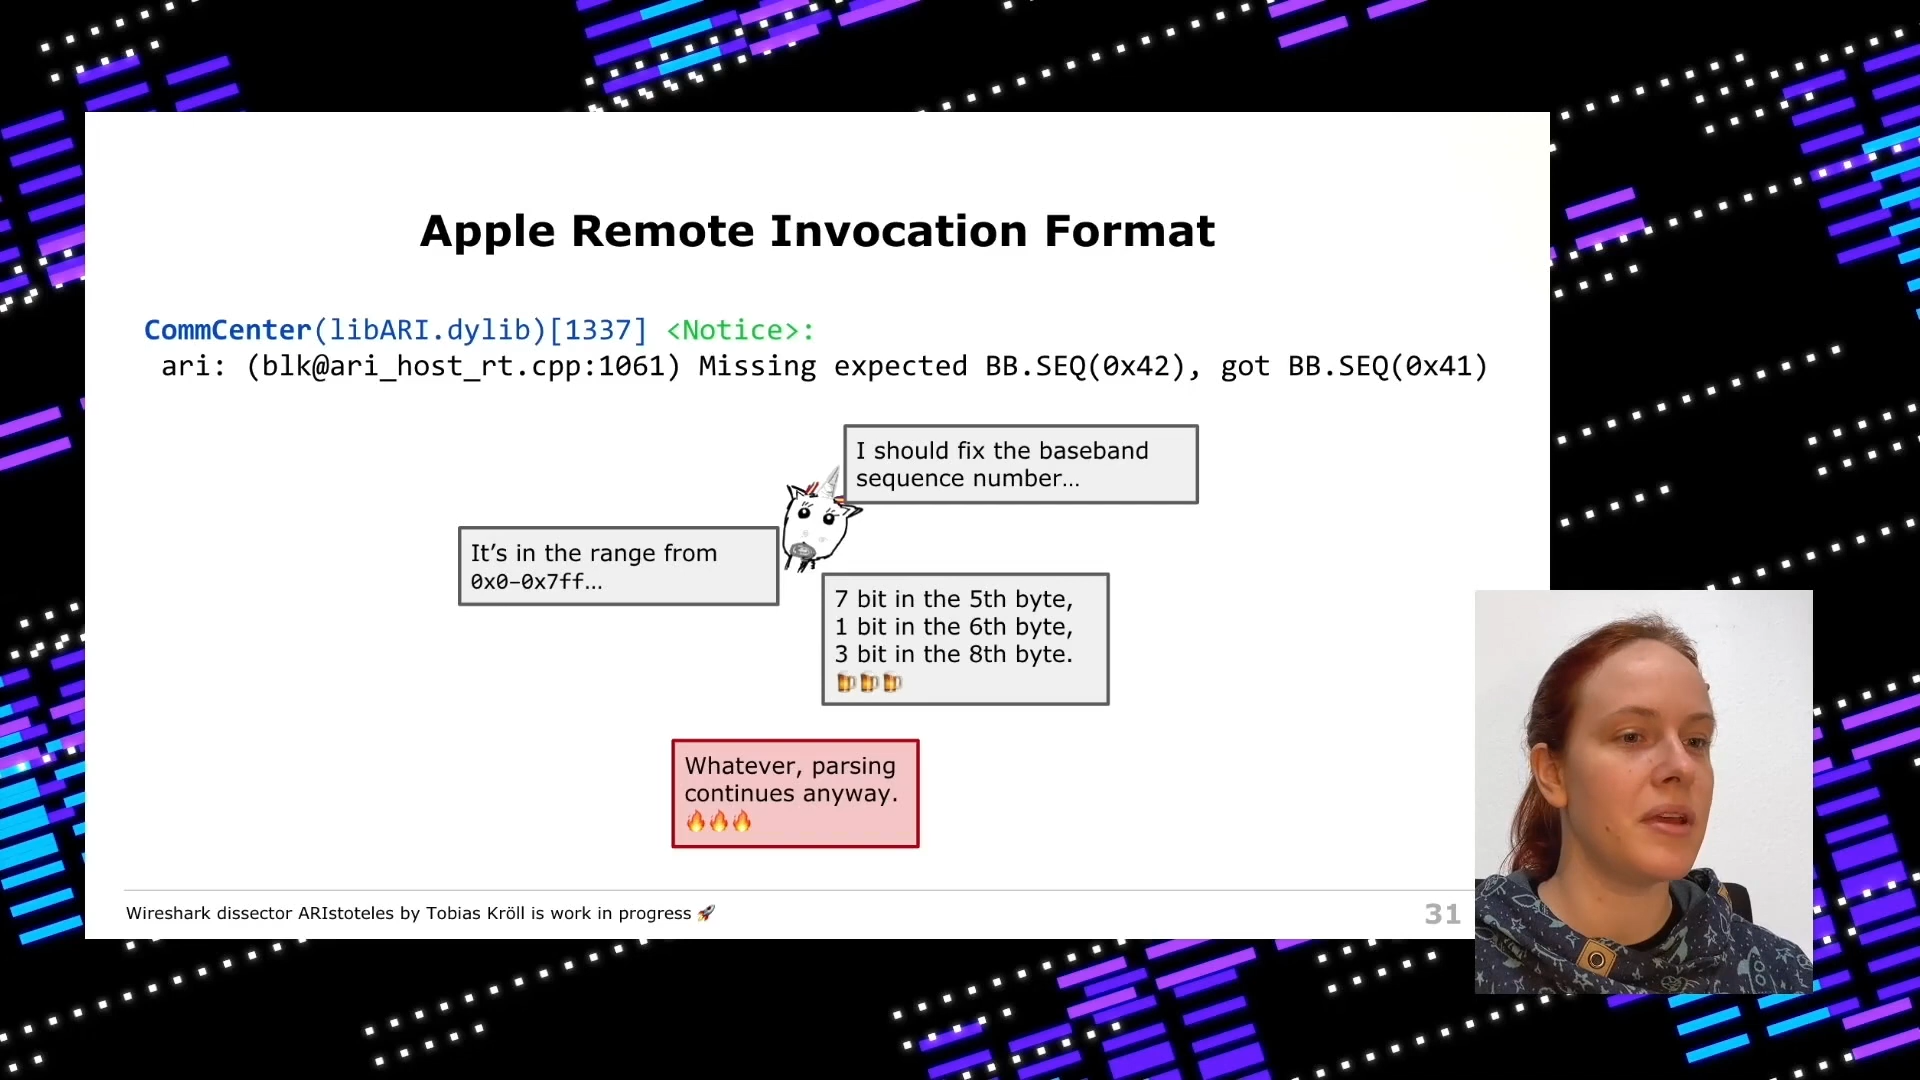 Apple Remote Invocation Format
CommCenter(libARI.dylib)[1337] <Notice>:
ari: (blk@ari_host_rt.cpp:1061) Missing expected BB.SEQ(0x42), got BB.SEQ(0x41)
I should fix the baseband
sequence number…
It’s in the range from
0x0–0x7ff…
7 bit in the 5th byte,
1 bit in the 6th byte,
3 bit in the 8th byte.
🍺🍺🍺
Whatever, parsing
continues anyway.
🔥🔥🔥
Wireshark dissector ARIstoteles by Tobias Kröll is work in progress 🚀
31